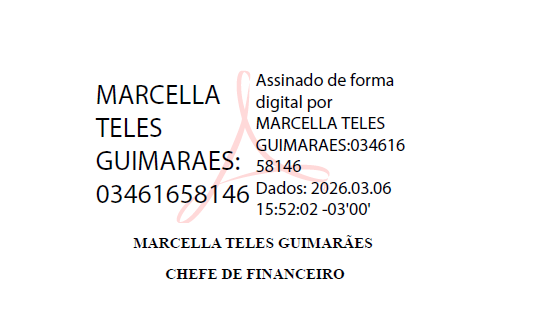 MARCELLA
TELES
GUIMARAES:
03461658146
Assinado de forma
digital por
MARCELLA TELES
GUIMARAES:034616
58146
Dados: 2026.03.06
15:52:02 -03'00'
MARCELLA TELES GUIMARÃES
CHEFE DE FINANCEIRO